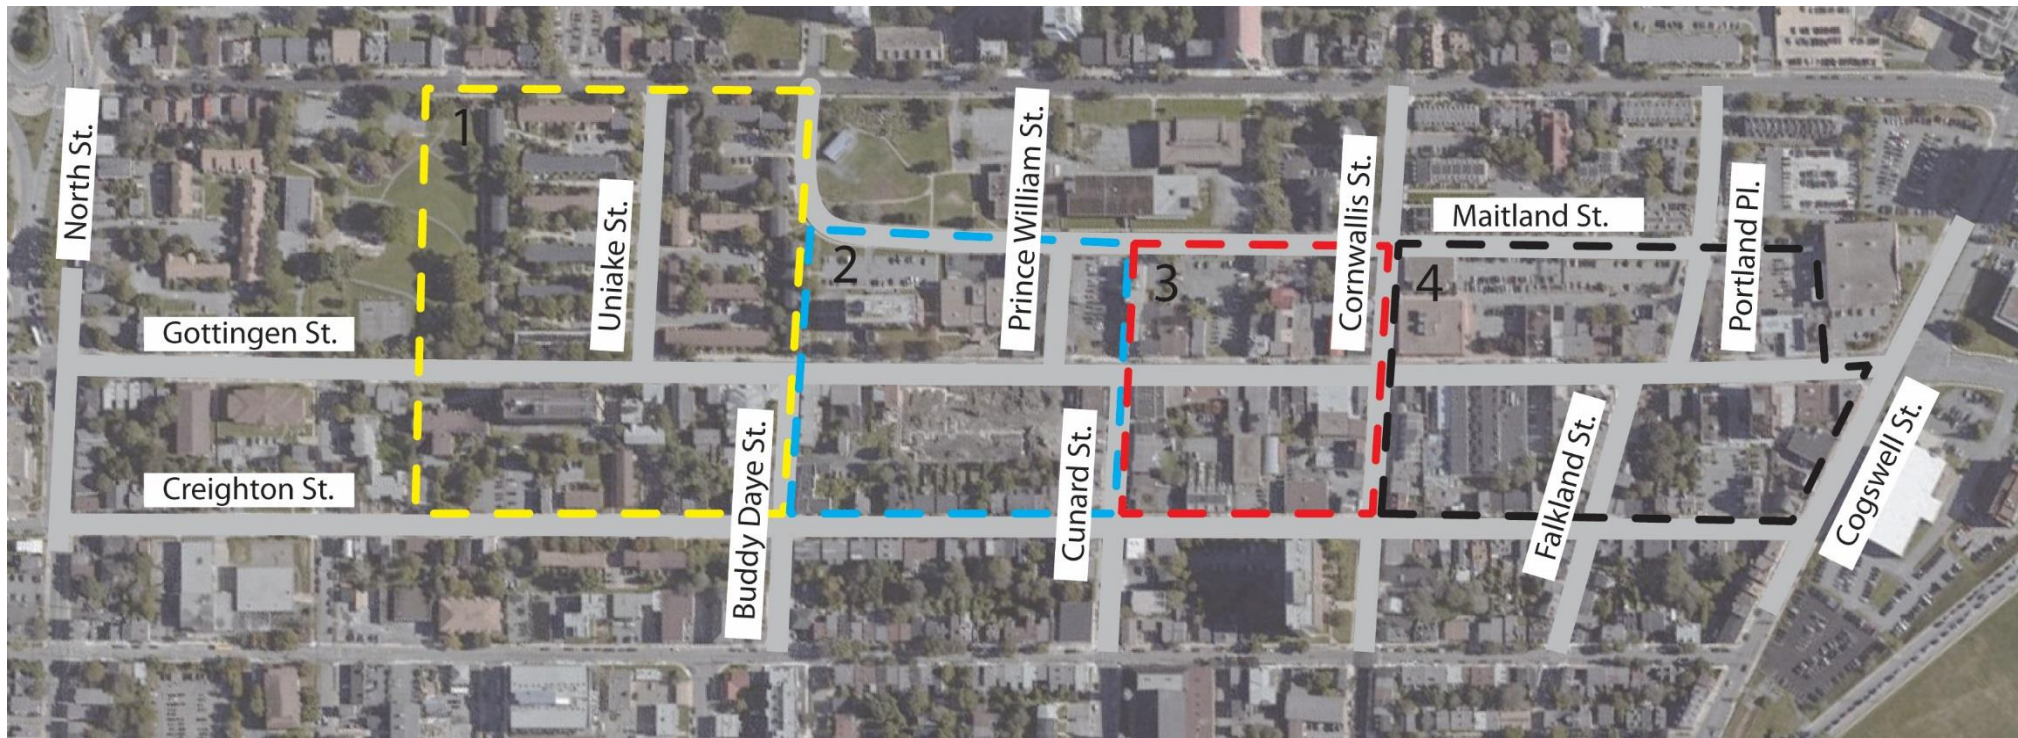 1
North St.
Uniake St.
Prince William St.
Cornwallis St.
Maitland St.
Portland Pl.
2
3
4
Gottingen St.
Creighton St.
Buddy Daye St.
Cunard St.
Falkland St.
Cogswell St.